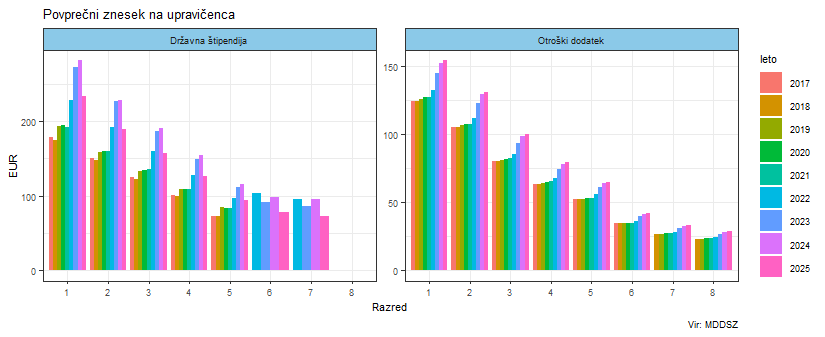 Povprečni znesek na upravičenca
Državna štipendija
Otroški dodatek
EUR
200
100
0
150
100
50
0
1 2 3 4 5 6 7 8
1 2 3 4 5 6 7 8
Razred
leto
2017
2018
2019
2020
2021
2022
2023
2024
2025
Vir: MDDSZ